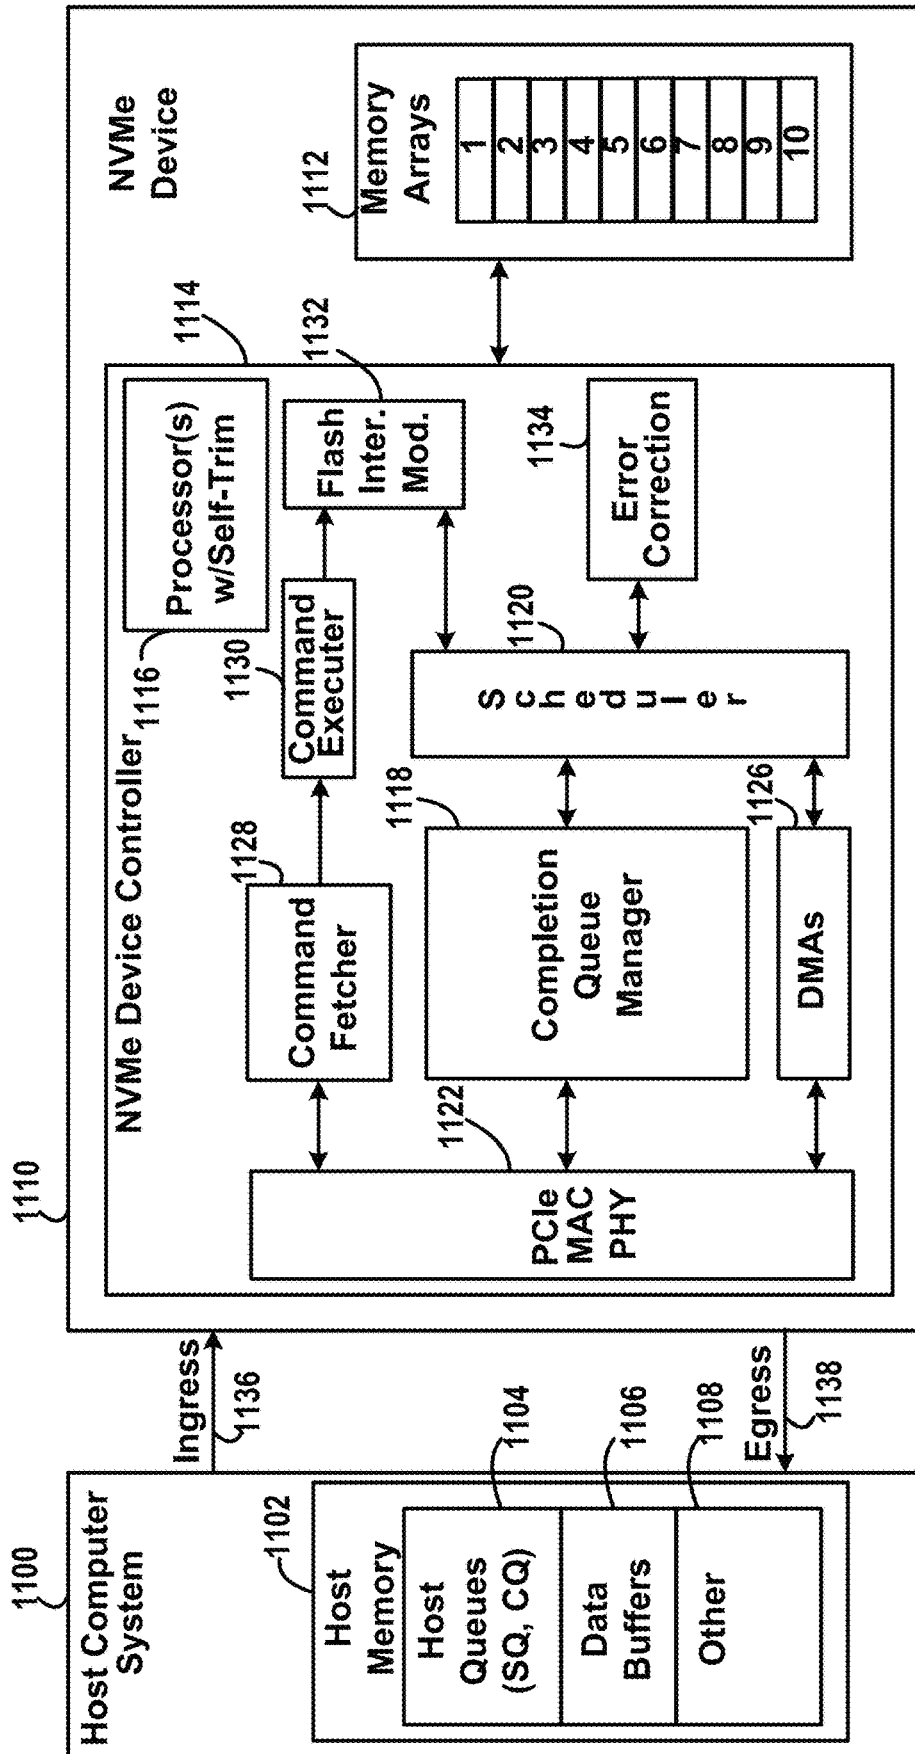 1100
Host Computer
System
1102
Host
Memory
Host
Queues
(SQ, CQ)
1104
Data
Buffers
1106
Other
1108
Ingress
1136
Egress
1138
1110
NVMe
Device
NVMe Device Controller
1114
1116
Processor(s)
w/Self-Trim
PCIe
MAC
PHY
1122
Command
Fetcher
1128
Command
Executer
1130
Flash
Inter.
Mod.
1132
Completion
Queue
Manager
1118
DMAs
1126
Scheduler
1120
Error
Correction
1134
1112
Memory
Arrays
1
2
3
4
5
6
7
8
9
10